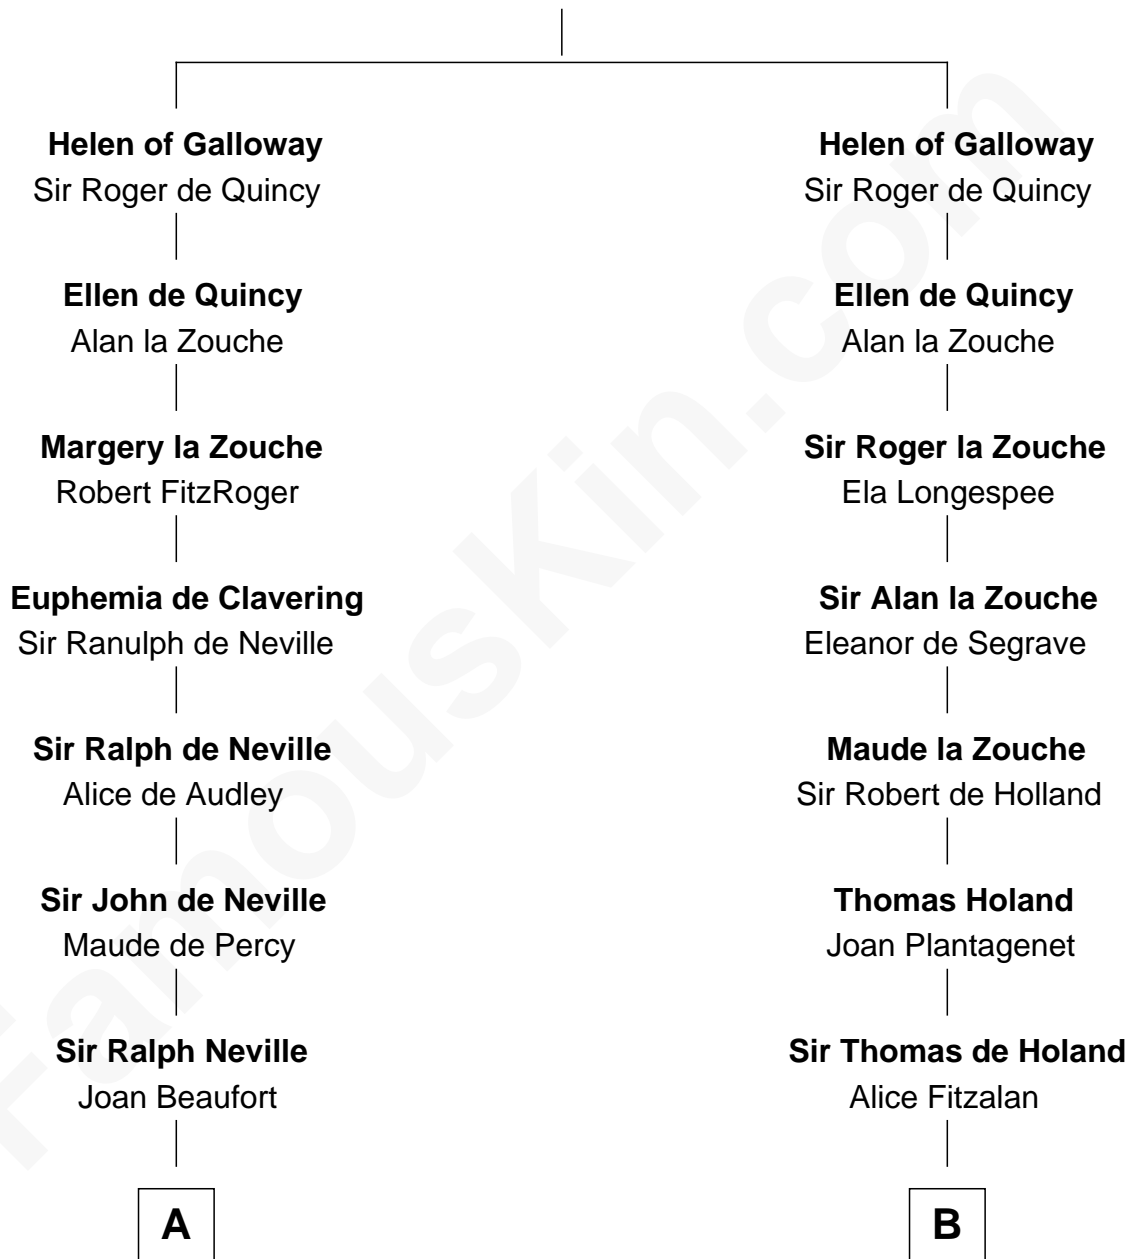 Helen of Galloway
Sir Roger de Quincy
Ellen de Quincy
Alan la Zouche
Margery la Zouche
Robert FitzRoger
Euphemia de Clavering
Sir Ranulph de Neville
Sir Ralph de Neville
Alice de Audley
Sir John de Neville
Maude de Percy
Sir Ralph Neville
Joan Beaufort
A
Helen of Galloway
Sir Roger de Quincy
Ellen de Quincy
Alan la Zouche
Sir Roger la Zouche
Ela Longespee
Sir Alan la Zouche
Eleanor de Segrave
Maude la Zouche
Sir Robert de Holland
Thomas Holand
Joan Plantagenet
Sir Thomas de Holand
Alice Fitzalan
B
FamousKin.com